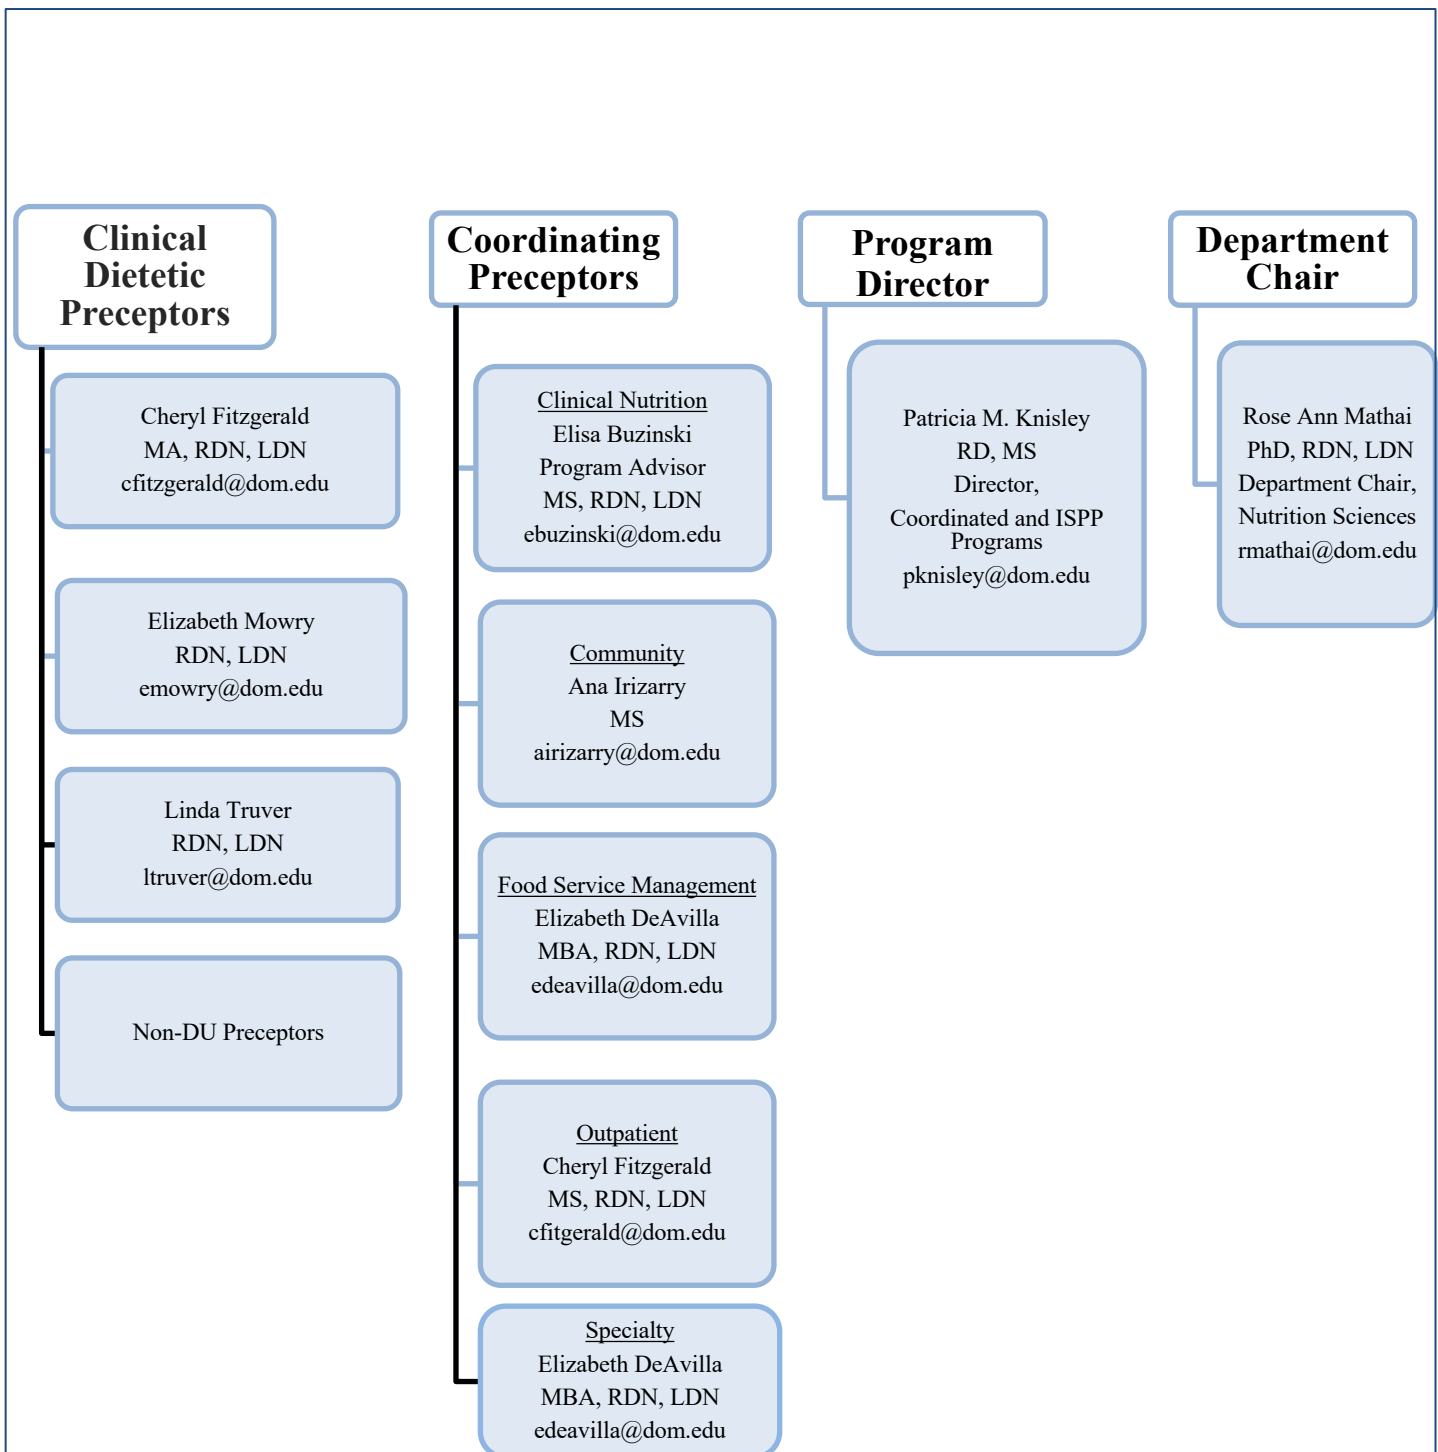 Clinical
Dietetic
Preceptors
Cheryl Fitzgerald
MA, RDN, LDN
cfitzgerald@dom.edu
Elizabeth Mowry
RDN, LDN
emowry@dom.edu
Linda Truver
RDN, LDN
ltruver@dom.edu
Non-DU Preceptors
Coordinating
Preceptors
Clinical Nutrition
Elisa Buzinski
Program Advisor
MS, RDN, LDN
ebuzinski@dom.edu
Community
Ana Irizarry
MS
airizarry@dom.edu
Food Service Management
Elizabeth DeAvilla
MBA, RDN, LDN
edeavilla@dom.edu
Outpatient
Cheryl Fitzgerald
MS, RDN, LDN
cfitgerald@dom.edu
Specialty
Elizabeth DeAvilla
MBA, RDN, LDN
edeavilla@dom.edu
Program
Director
Patricia M. Knisley
RD, MS
Director,
Coordinated and ISPP
Programs
pknisley@dom.edu
Department
Chair
Rose Ann Mathai
PhD, RDN, LDN
Department Chair,
Nutrition Sciences
rmathai@dom.edu